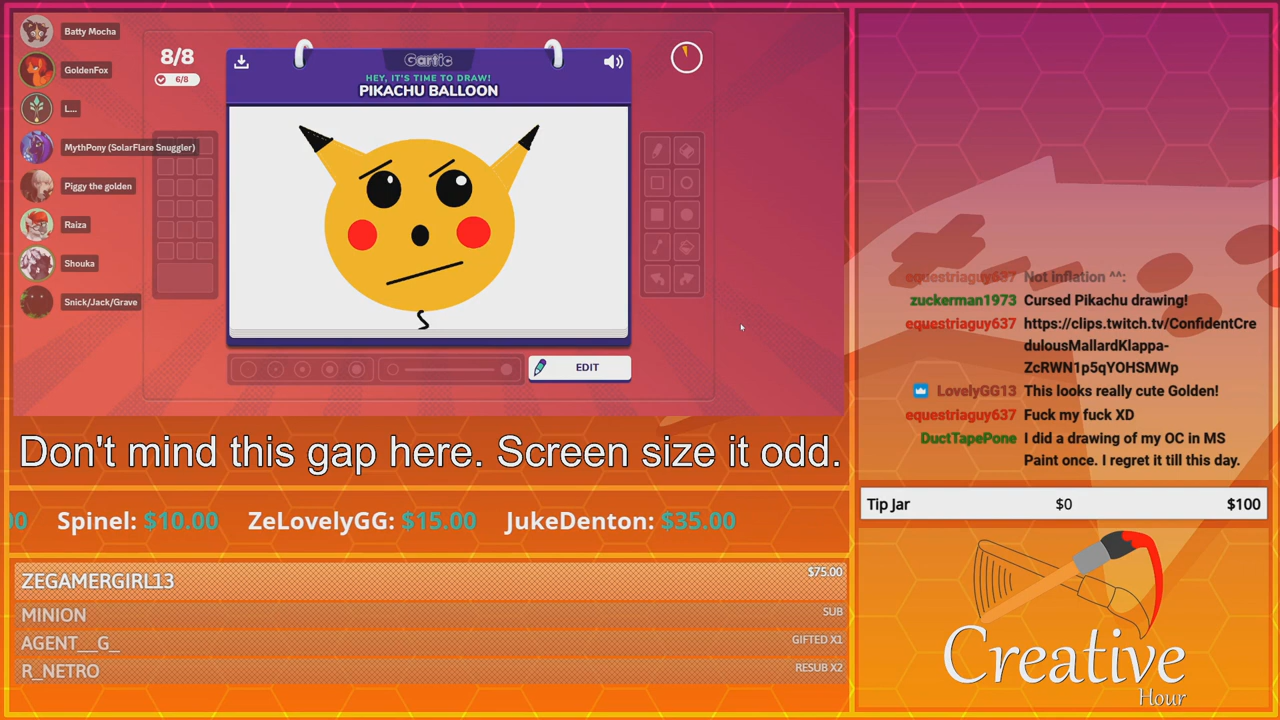 Batty Mocha
GoldenFox
L...
MythPony (SolarFlare Snuggler)
Piggy the golden
Raiza
Shouka
Snick/Jack/Grave
8/8
6/8
Gartic
HEY, IT'S TIME TO DRAW!
PIKACHU BALLOON
EDIT
Don't mind this gap here. Screen size it odd.
00 Spinel: $10.00 ZeLovelyGG: $15.00 JukeDenton: $35.00
ZEGAMERGIRL13 $75.00
MINION SUB
AGENT__G_ GIFTED X1
R_NETRO RESUB X2
equestriaguy637 Not inflation ^^:
zuckerman1973 Cursed Pikachu drawing!
equestriaguy637 https://clips.twitch.tv/ConfidentCre
dulousMallardKlappa-
ZcRWN1p5qYOHSMWp
LovelyGG13 This looks really cute Golden!
equestriaguy637 Fuck my fuck XD
DuctTapePone I did a drawing of my OC in MS
Paint once. I regret it till this day.
Tip Jar $0 $100
Creative
Hour